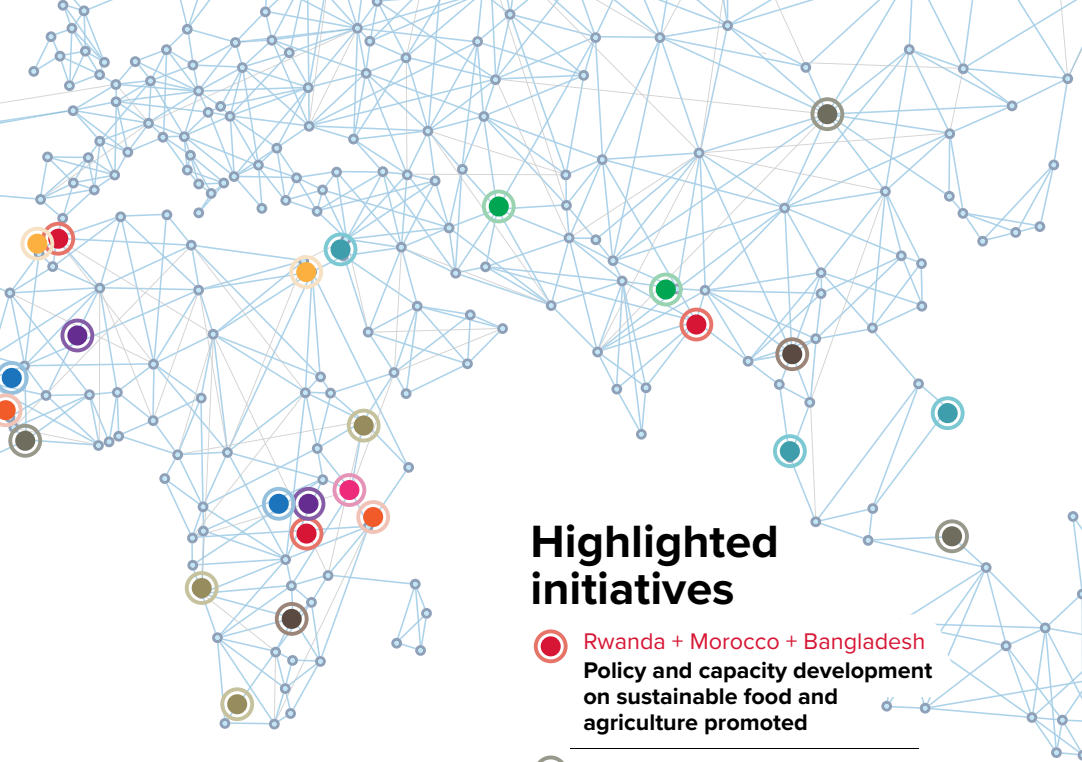 Highlighted
initiatives
Rwanda + Morocco + Bangladesh
Policy and capacity development
on sustainable food and
agriculture promoted